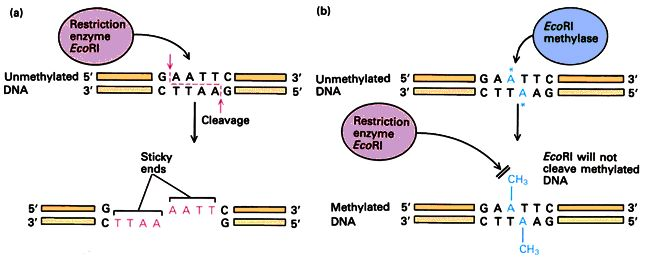 (a)
Restriction
enzyme
EcoRI
Unmethylated 5' G A A T T C 3'
DNA 3' C T T A A G 5'
Cleavage
Sticky
ends
5' G A A T T C 3'
3' C T T A A G 5'
(b)
EcoRI
methylase
Unmethylated 5' G A A T T C 3'
DNA 3' C T T A A G 5'
Restriction
enzyme
EcoRI
EcoRI will not
cleave methylated
DNA
CH₃
Methylated 5' G A A T T C 3'
DNA 3' C T T A A G 5'
CH₃